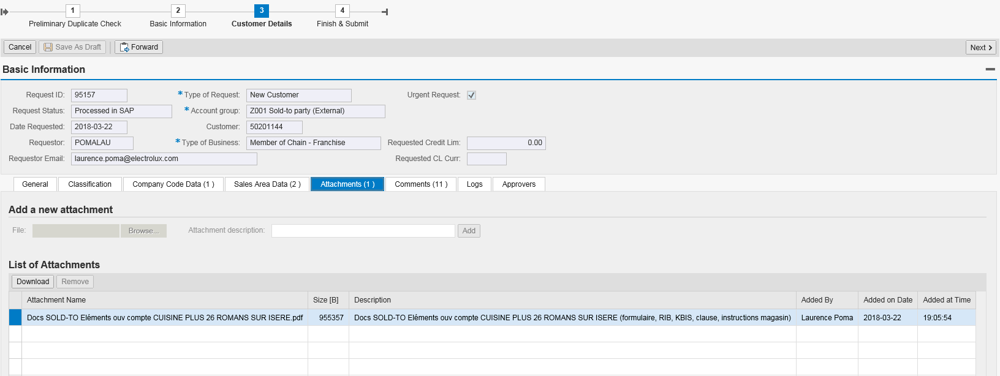 1 2 3 4
Preliminary Duplicate Check Basic Information Customer Details Finish & Submit
Cancel Save As Draft Forward Next
Basic Information
Request ID: 95157 * Type of Request: New Customer Urgent Request:
Request Status: Processed in SAP * Account group: Z001 Sold-to party (External)
Date Requested: 2018-03-22 Customer: 50201144
Requestor: POMALAU * Type of Business: Member of Chain - Franchise Requested Credit Lim: 0.00
Requestor Email: laurence.poma@electrolux.com Requested CL Curr:
General Classification Company Code Data (1 ) Sales Area Data (2 ) Attachments (1 ) Comments (11 ) Logs Approvers
Add a new attachment
File: Browse... Attachment description: Add
List of Attachments
Download Remove
Attachment Name Size [B] Description Added By Added on Date Added at Time
Docs SOLD-TO Eléments ouv compte CUISINE PLUS 26 ROMANS SUR ISERE.pdf 955357 Docs SOLD-TO Eléments ouv compte CUISINE PLUS 26 ROMANS SUR ISERE (formulaire, RIB, KBIS, clause, instructions magasin) Laurence Poma 2018-03-22 19:05:54